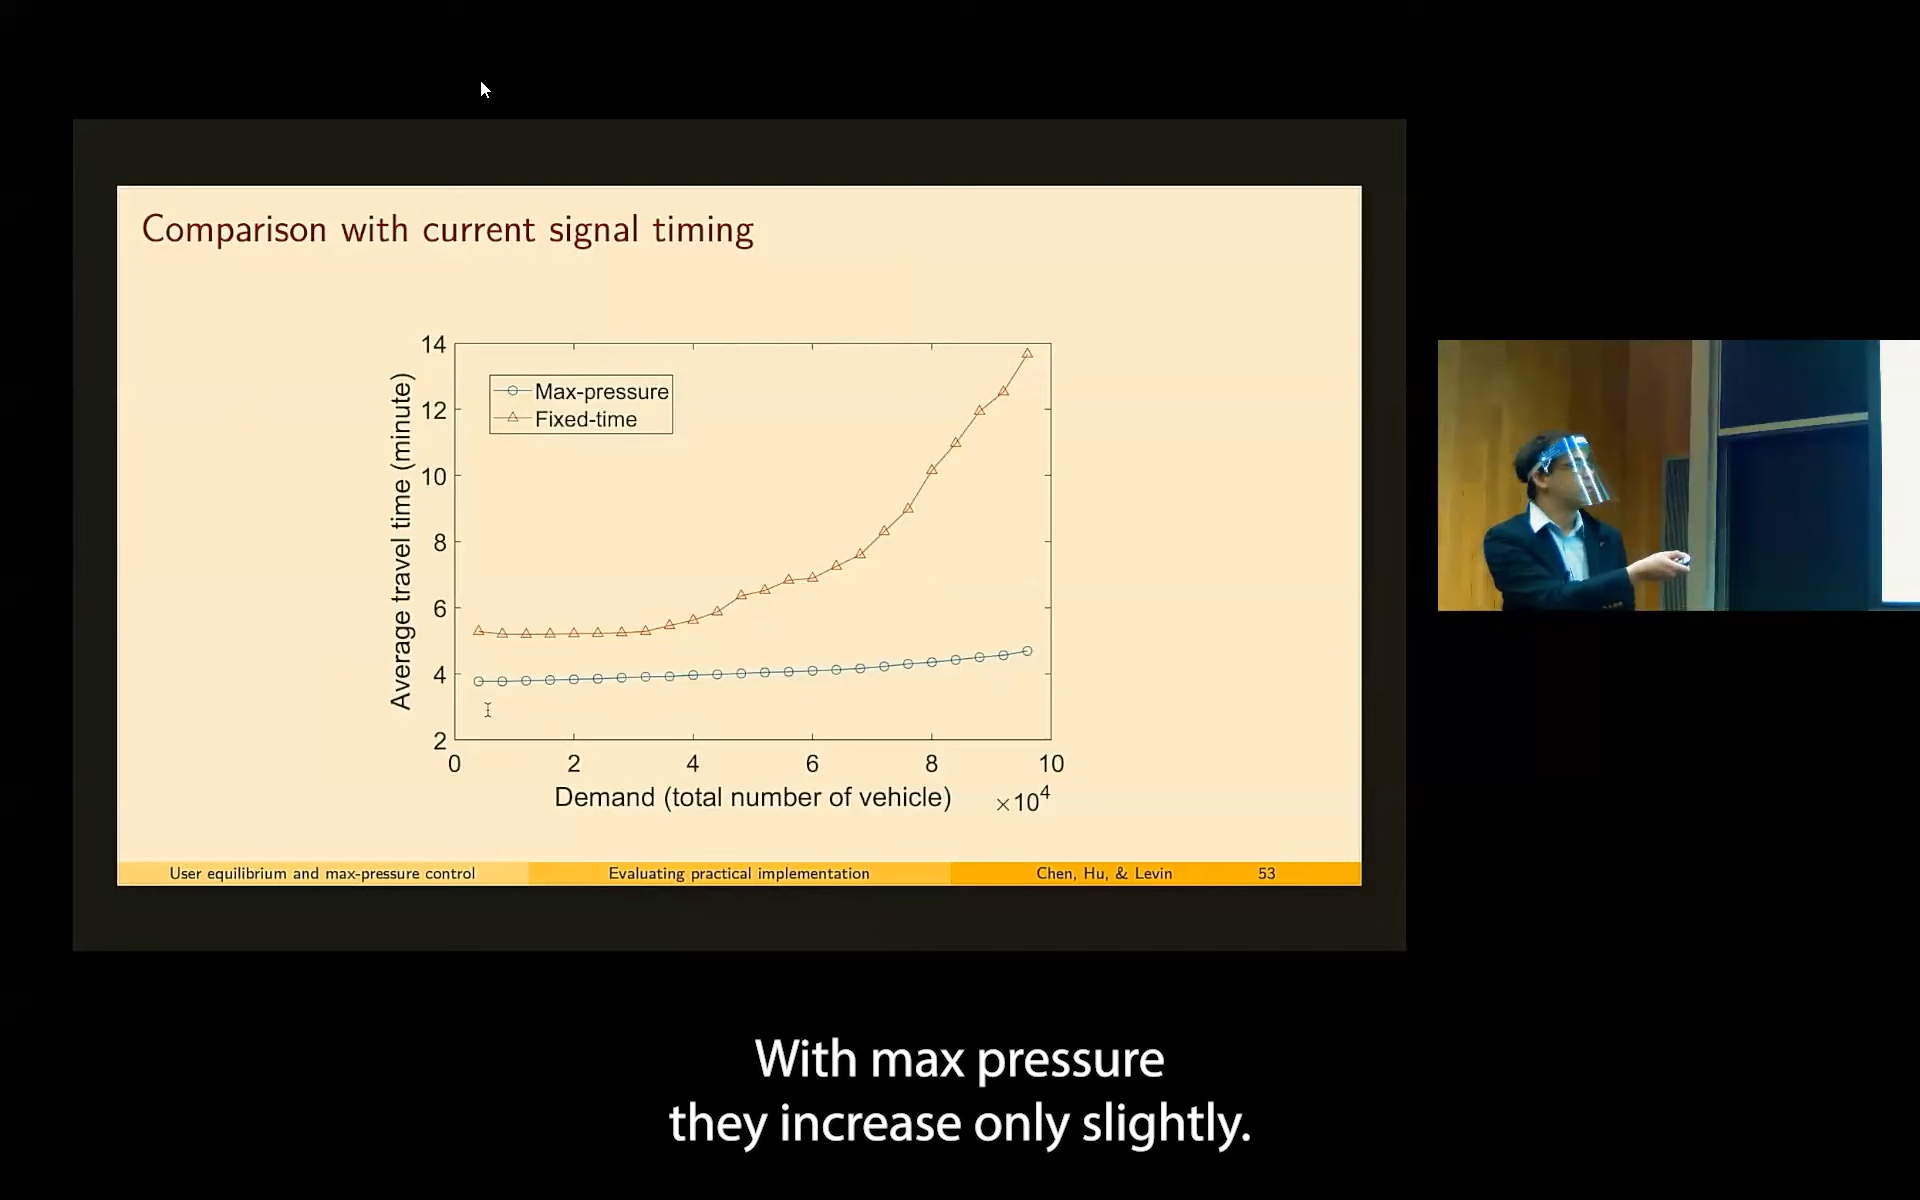 Comparison with current signal timing
14
12
10
8
6
4
2
Average travel time (minute)
Max-pressure
Fixed-time
0 2 4 6 8 10
Demand (total number of vehicle) ×10⁴
User equilibrium and max-pressure control Evaluating practical implementation Chen, Hu, & Levin 53
With max pressure
they increase only slightly.